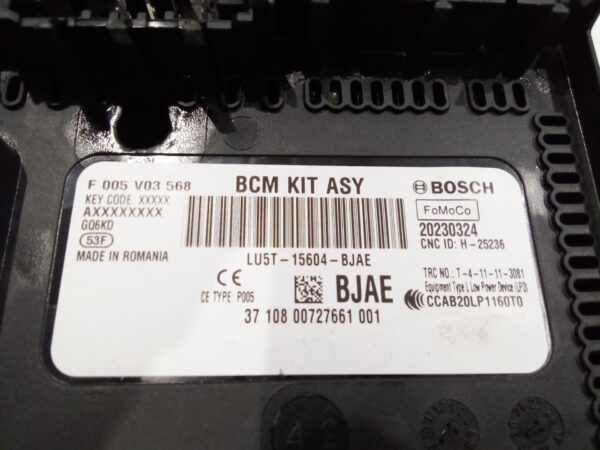 F 005 V03 568
KEY CODE: XXXXX
AXXXXXXXX
GQ6KD
53F
MADE IN ROMANIA
BCM KIT ASY
LU5T-15604-BJAE
CE
CE TYPE: P005
BJAE
37 108 00727661 001
BOSCH
FoMoCo
20230324
CNC ID: H-25236
TRC NO.: T-4-11-11-3081
Equipment Type L Low Power Device (LPD)
CCAB20LP1160T0